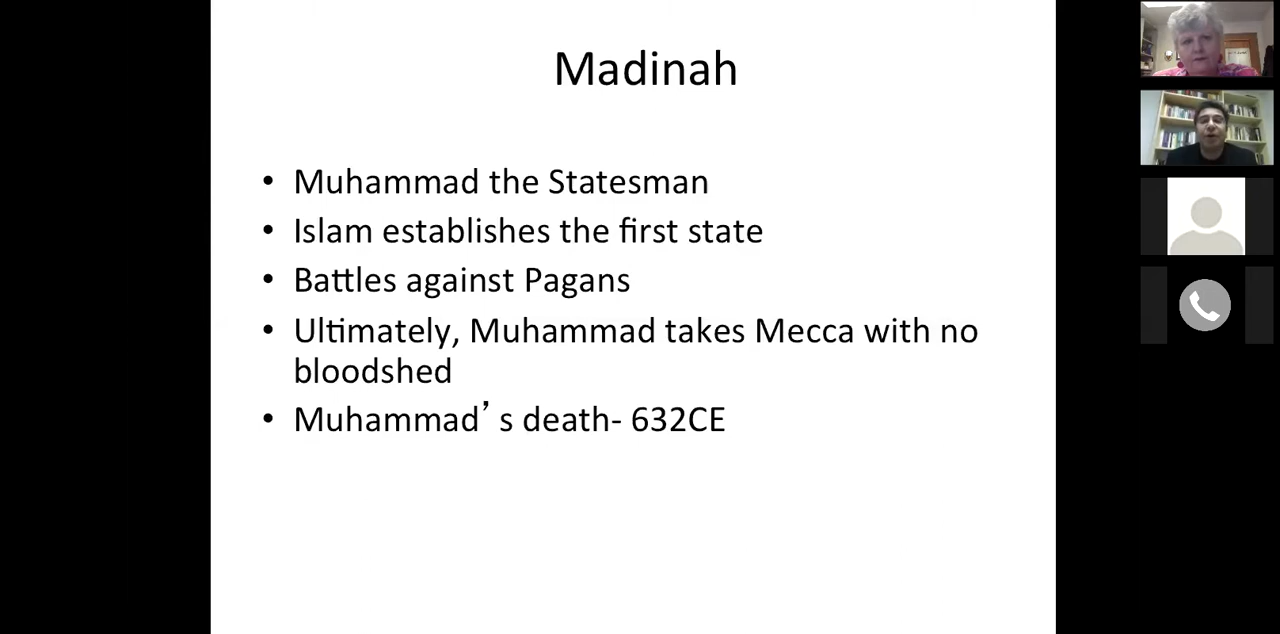 Madinah
• Muhammad the Statesman
• Islam establishes the first state
• Battles against Pagans
• Ultimately, Muhammad takes Mecca with no
bloodshed
• Muhammad’ s death- 632CE